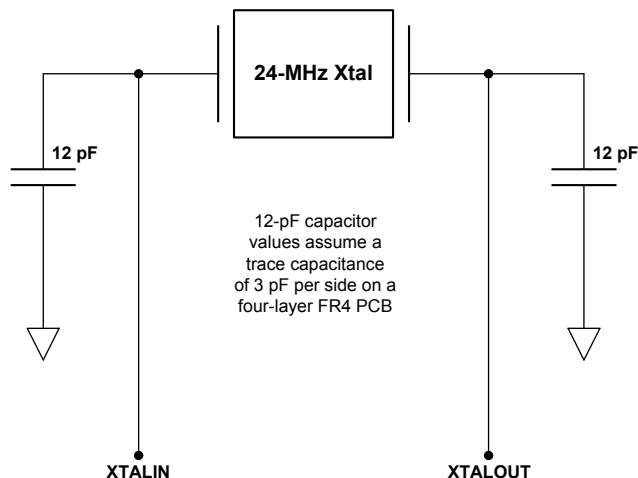 24-MHz Xtal
12 pF
12 pF
12-pF capacitor
values assume a
trace capacitance
of 3 pF per side on a
four-layer FR4 PCB
XTALIN
XTALOUT